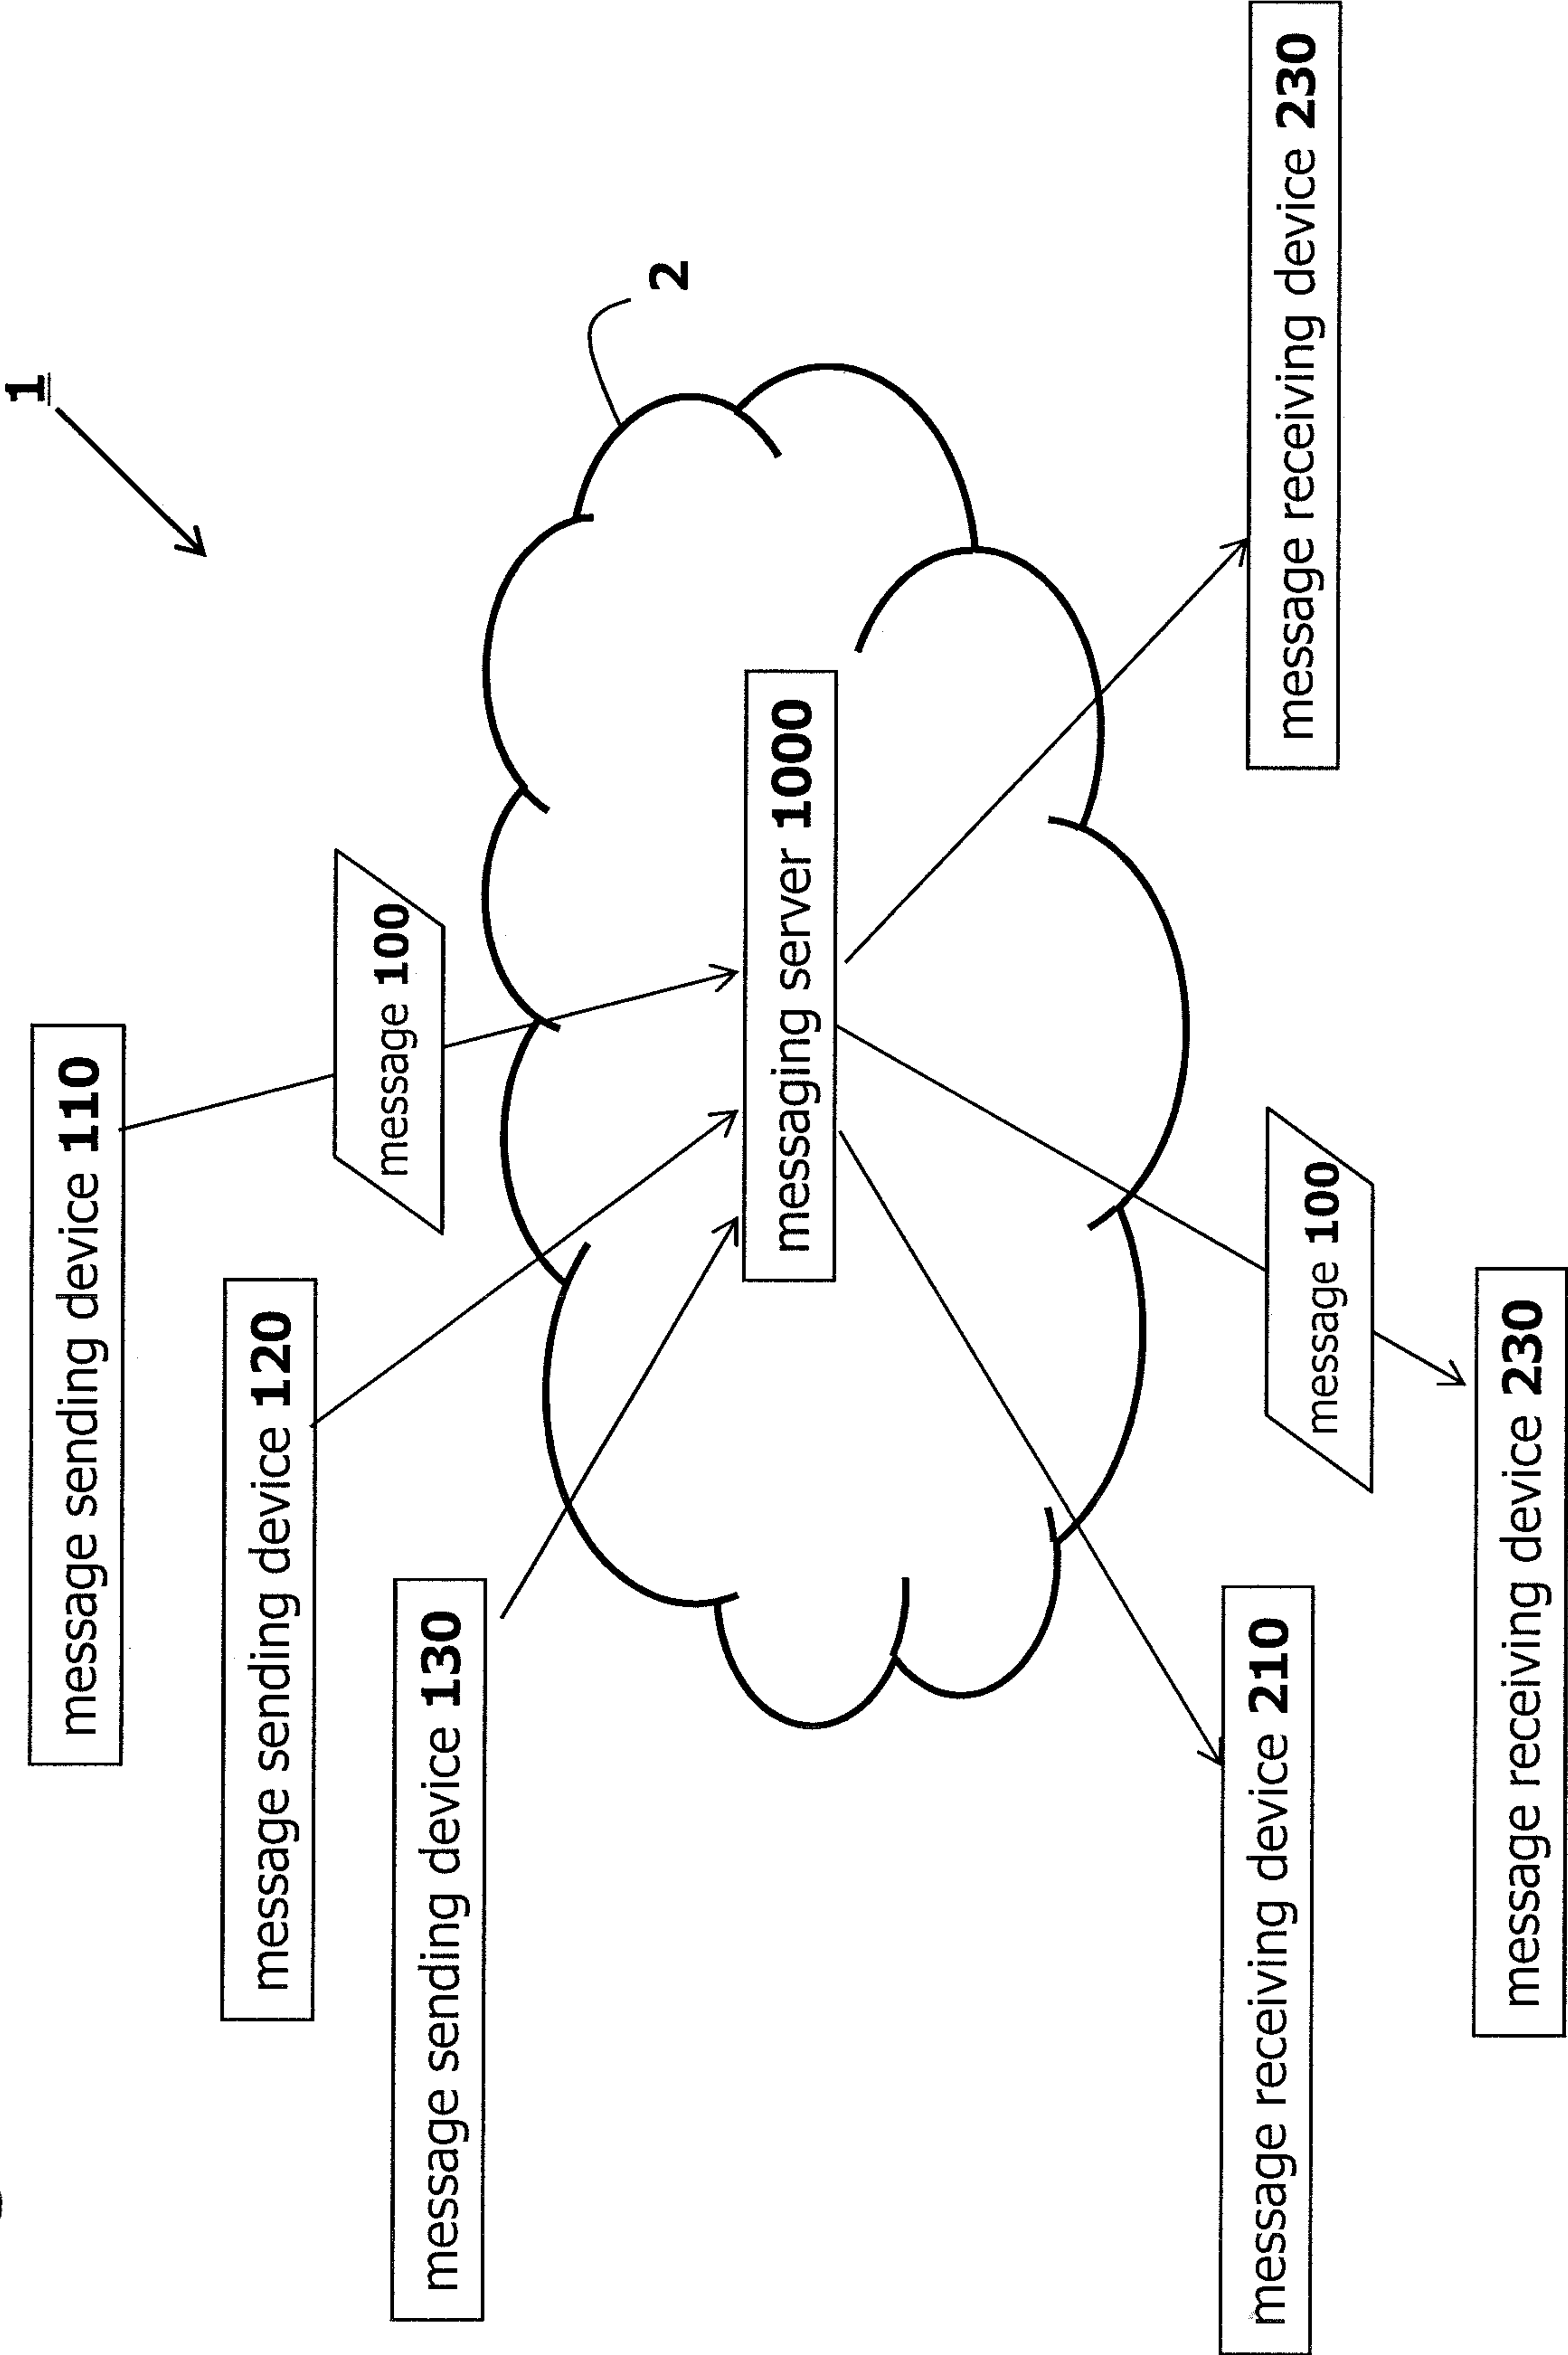 1
message sending device 110
message sending device 120
message 100
message sending device 130
2
messaging server 1000
message receiving device 210
message receiving device 230
message 100
message receiving device 230